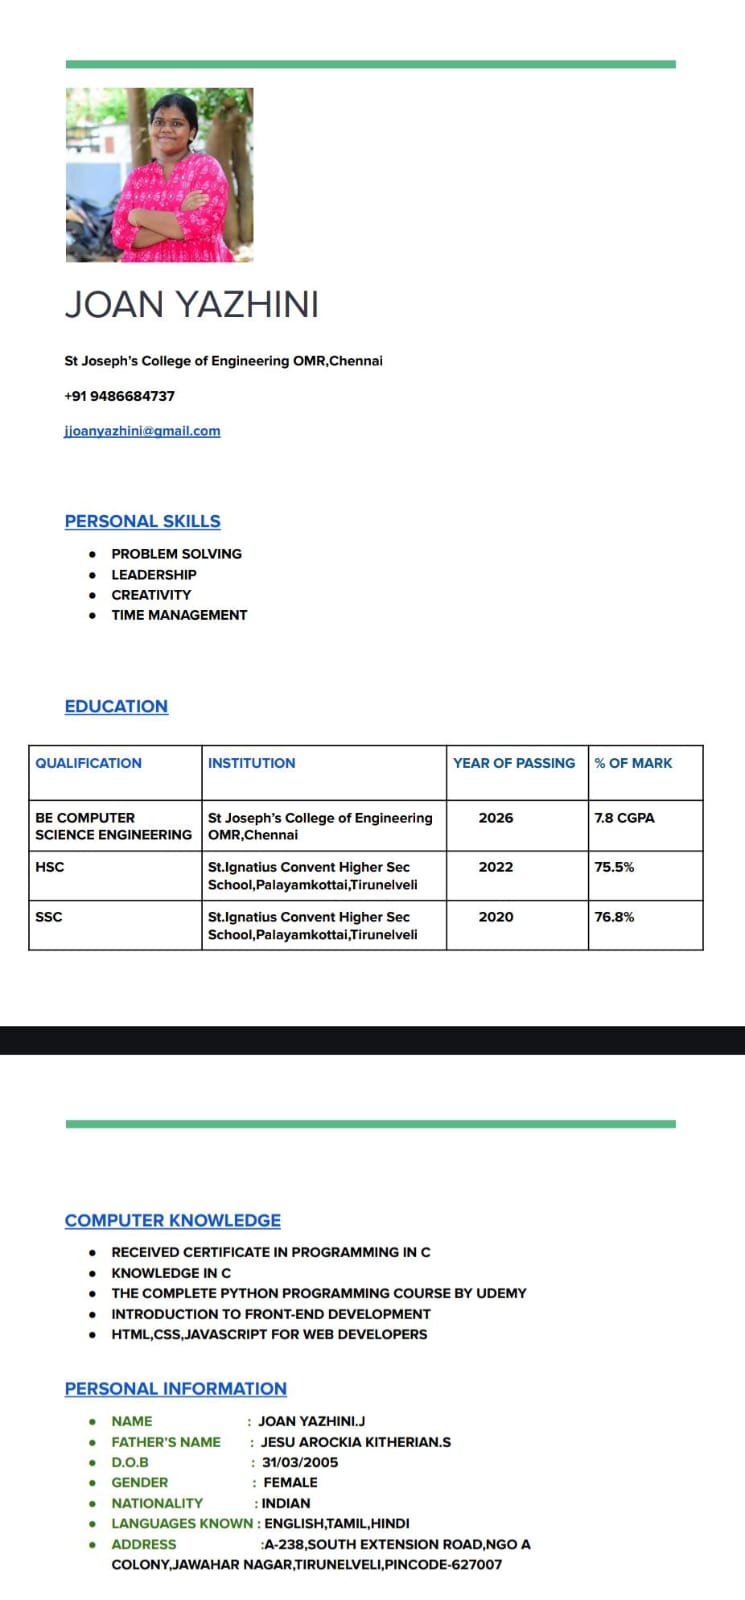 JOAN YAZHINI
St Joseph's College of Engineering OMR,Chennai
+91 9486684737
jjoanyazhini@gmail.com
PERSONAL SKILLS
● PROBLEM SOLVING
● LEADERSHIP
● CREATIVITY
● TIME MANAGEMENT
EDUCATION
QUALIFICATION INSTITUTION YEAR OF PASSING % OF MARK
BE COMPUTER St Joseph's College of Engineering 2026 7.8 CGPA
SCIENCE ENGINEERING OMR,Chennai
HSC St.Ignatius Convent Higher Sec 2022 75.5%
School,Palayamkottai,Tirunelveli
SSC St.Ignatius Convent Higher Sec 2020 76.8%
School,Palayamkottai,Tirunelveli
COMPUTER KNOWLEDGE
● RECEIVED CERTIFICATE IN PROGRAMMING IN C
● KNOWLEDGE IN C
● THE COMPLETE PYTHON PROGRAMMING COURSE BY UDEMY
● INTRODUCTION TO FRONT-END DEVELOPMENT
● HTML,CSS,JAVASCRIPT FOR WEB DEVELOPERS
PERSONAL INFORMATION
● NAME : JOAN YAZHINI.J
● FATHER'S NAME : JESU AROCKIA KITHERIAN.S
● D.O.B : 31/03/2005
● GENDER : FEMALE
● NATIONALITY : INDIAN
● LANGUAGES KNOWN : ENGLISH,TAMIL,HINDI
● ADDRESS :A-238,SOUTH EXTENSION ROAD,NGO A
COLONY,JAWAHAR NAGAR,TIRUNELVELI,PINCODE-627007